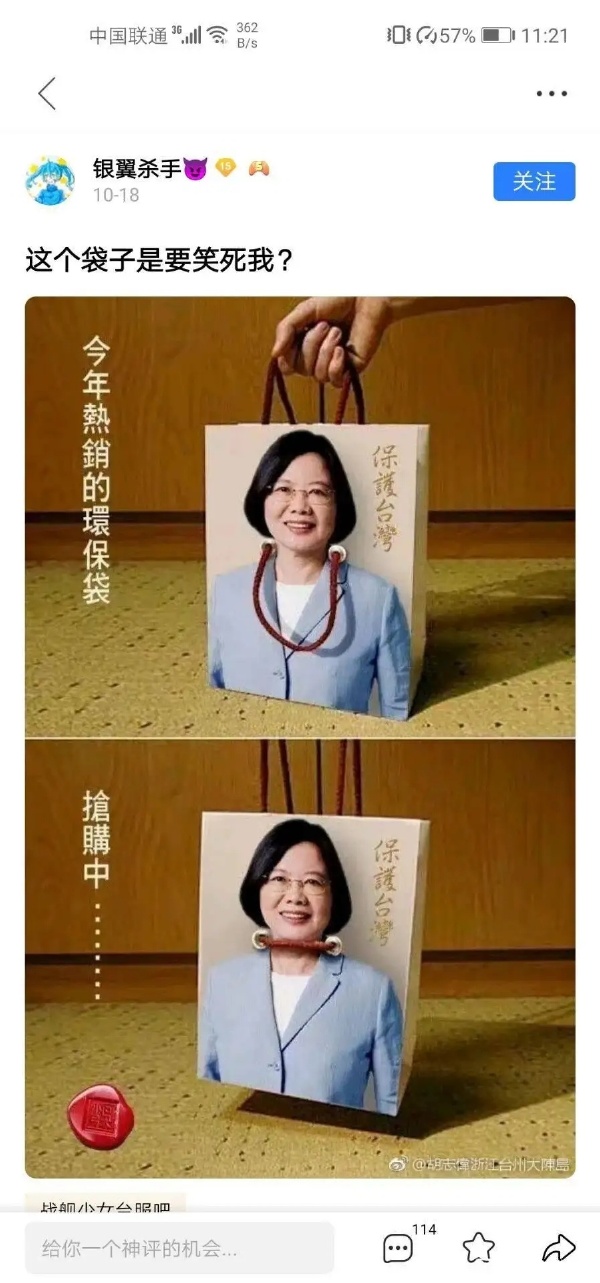 中国联通 3G 362 B/s 57% 11:21
银翼杀手 15 S
10-18
关注
这个袋子是要笑死我？
今年熱銷的環保袋
保護台灣
搶購中………
保護台灣
@胡志偉浙江台州大陳島
战舰少女台服吧
给你一个神评的机会...
114